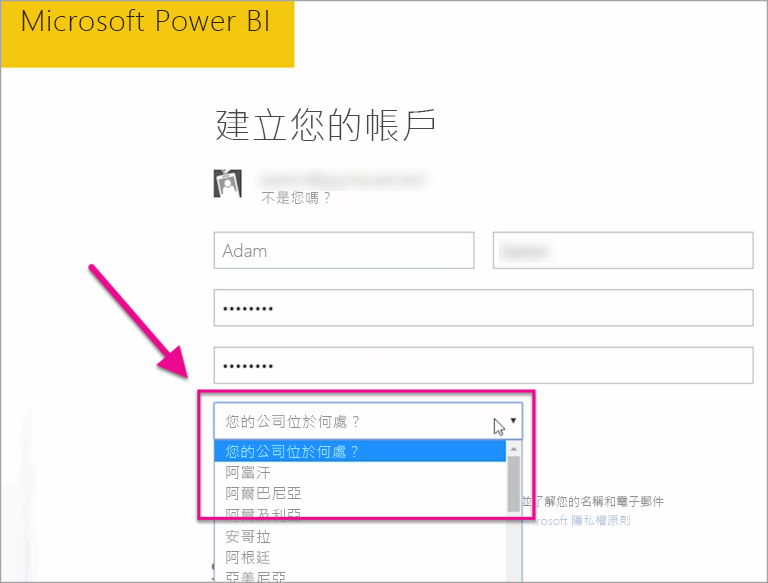 Microsoft Power BI
建立您的帳戶
不是您嗎？
Adam
••••••••
••••••••
您的公司位於何處？
您的公司位於何處？
阿富汗
阿爾巴尼亞
阿爾及利亞
並了解您的名稱和電子郵件
rosoft 隱私權原則
安哥拉
阿根廷
亞美尼亞